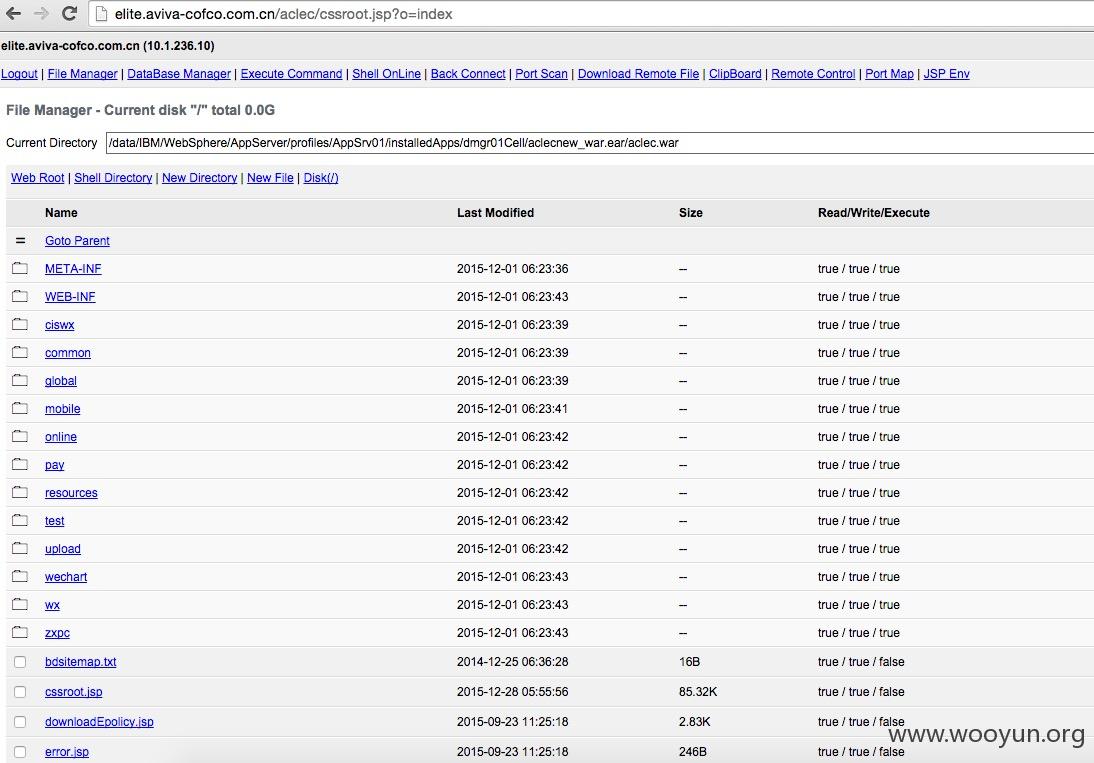 elite.aviva-cofco.com.cn/aclec/cssroot.jsp?o=index
elite.aviva-cofco.com.cn (10.1.236.10)
Logout | File Manager | DataBase Manager | Execute Command | Shell OnLine | Back Connect | Port Scan | Download Remote File | ClipBoard | Remote Control | Port Map | JSP Env
File Manager - Current disk "/" total 0.0G
Current Directory /data/IBM/WebSphere/AppServer/profiles/AppSrv01/installedApps/dmgr01Cell/aclecnew_war.ear/aclec.war
Web Root | Shell Directory | New Directory | New File | Disk(/)
Name Last Modified Size Read/Write/Execute
= Goto Parent
META-INF 2015-12-01 06:23:36 -- true / true / true
WEB-INF 2015-12-01 06:23:43 -- true / true / true
ciswx 2015-12-01 06:23:39 -- true / true / true
common 2015-12-01 06:23:39 -- true / true / true
global 2015-12-01 06:23:39 -- true / true / true
mobile 2015-12-01 06:23:41 -- true / true / true
online 2015-12-01 06:23:42 -- true / true / true
pay 2015-12-01 06:23:42 -- true / true / true
resources 2015-12-01 06:23:42 -- true / true / true
test 2015-12-01 06:23:42 -- true / true / true
upload 2015-12-01 06:23:42 -- true / true / true
wechart 2015-12-01 06:23:43 -- true / true / true
wx 2015-12-01 06:23:43 -- true / true / true
zxpc 2015-12-01 06:23:43 -- true / true / true
bdsitemap.txt 2014-12-25 06:36:28 16B true / true / false
cssroot.jsp 2015-12-28 05:55:56 85.32K true / true / false
downloadEpolicy.jsp 2015-09-23 11:25:18 2.83K true / true / false
error.jsp 2015-09-23 11:25:18 246B true / true / false
www.wooyun.org